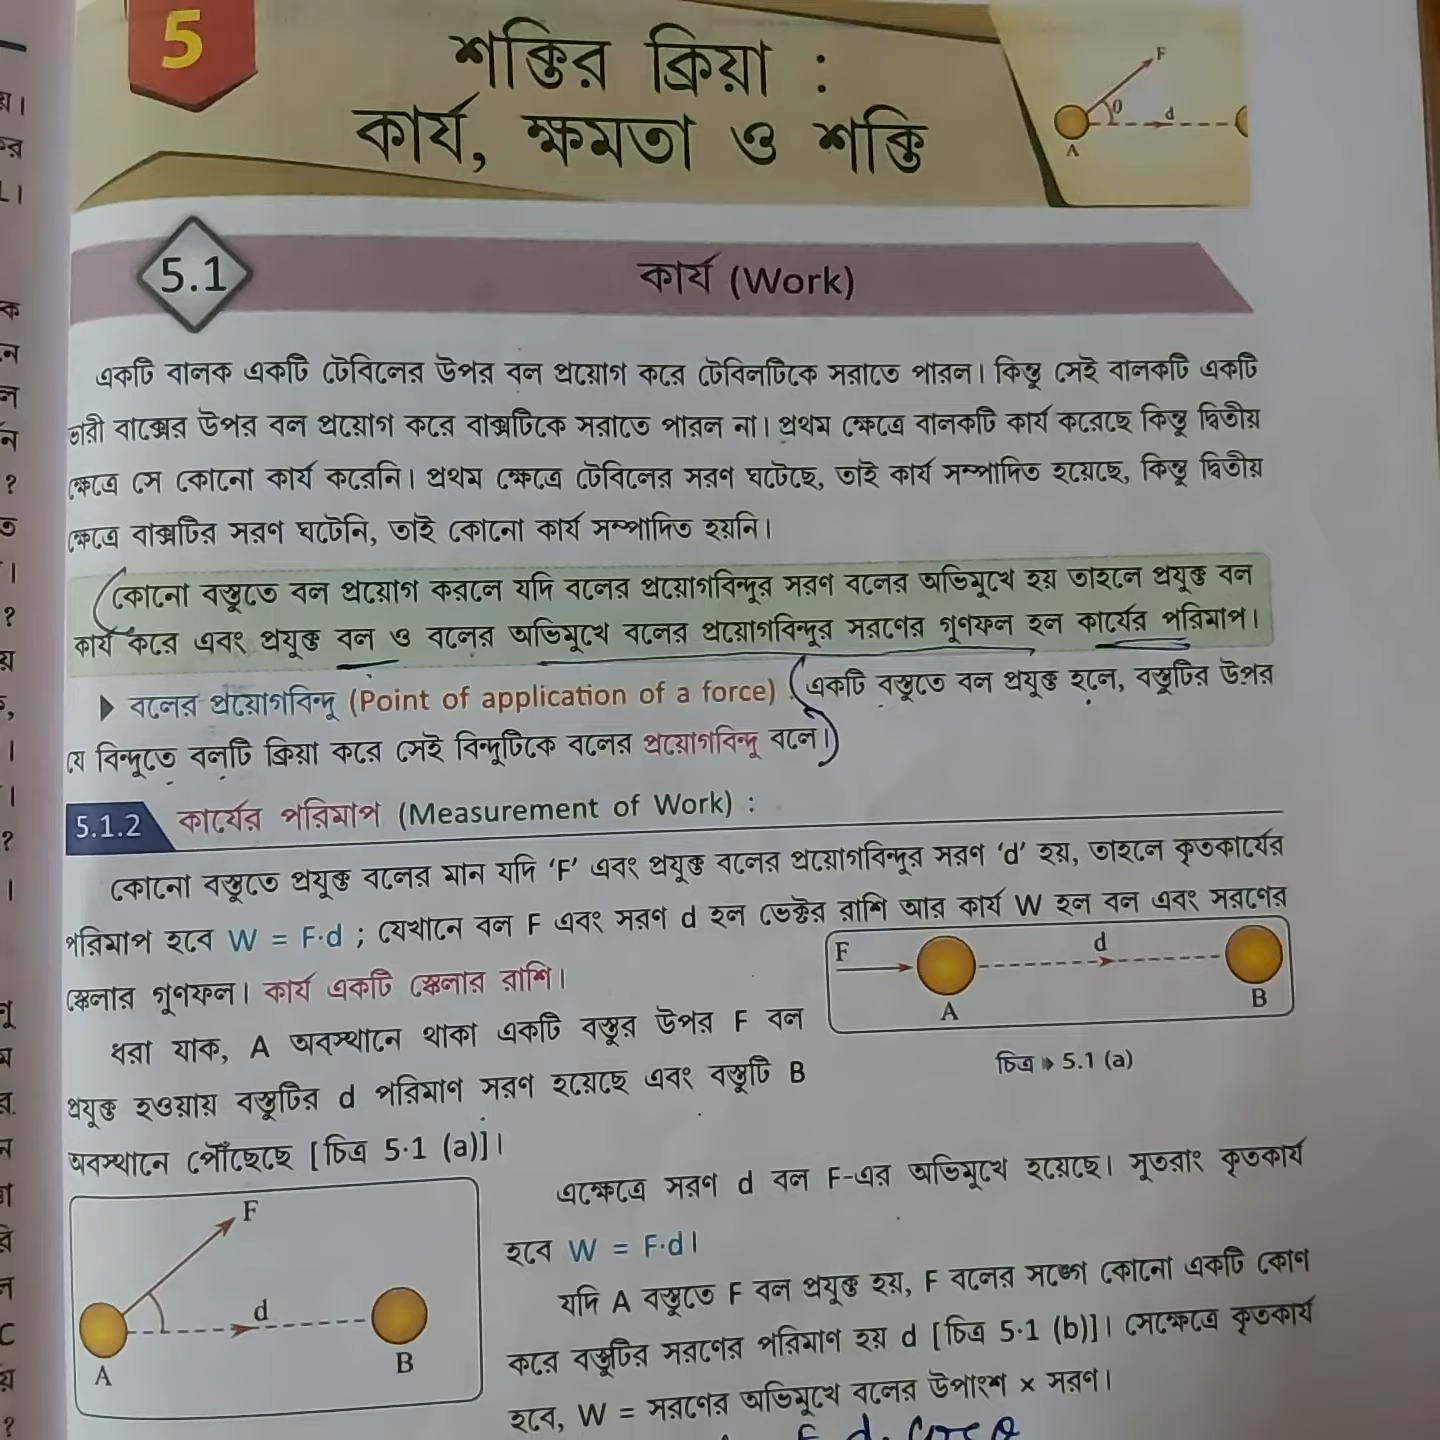 5
শক্তির ক্রিয়া :
কার্য, ক্ষমতা ও শক্তি
F
θ
d
A
5.1
কার্য (Work)
একটি বালক একটি টেবিলের উপর বল প্রয়োগ করে টেবিলটিকে সরাতে পারল। কিন্তু সেই বালকটি একটি
ভারী বাক্সের উপর বল প্রয়োগ করে বাক্সটিকে সরাতে পারল না। প্রথম ক্ষেত্রে বালকটি কার্য করেছে কিন্তু দ্বিতীয়
ক্ষেত্রে সে কোনো কার্য করেনি। প্রথম ক্ষেত্রে টেবিলের সরণ ঘটেছে, তাই কার্য সম্পাদিত হয়েছে, কিন্তু দ্বিতীয়
ক্ষেত্রে বাক্সটির সরণ ঘটেনি, তাই কোনো কার্য সম্পাদিত হয়নি।
কোনো বস্তুতে বল প্রয়োগ করলে যদি বলের প্রয়োগবিন্দুর সরণ বলের অভিমুখে হয় তাহলে প্রযুক্ত বল
কার্য করে এবং প্রযুক্ত বল ও বলের অভিমুখে বলের প্রয়োগবিন্দুর সরণের গুণফল হল কার্যের পরিমাপ।
বলের প্রয়োগবিন্দু (Point of application of a force) একটি বস্তুতে বল প্রযুক্ত হলে, বস্তুটির উপর
যে বিন্দুতে বলটি ক্রিয়া করে সেই বিন্দুটিকে বলের প্রয়োগবিন্দু বলে।
5.1.2 কার্যের পরিমাপ (Measurement of Work) :
কোনো বস্তুতে প্রযুক্ত বলের মান যদি ‘F’ এবং প্রযুক্ত বলের প্রয়োগবিন্দুর সরণ ‘d’ হয়, তাহলে কৃতকার্যের
পরিমাপ হবে W = F·d ; যেখানে বল F এবং সরণ d হল ভেক্টর রাশি আর কার্য W হল বল এবং সরণের
স্কেলার গুণফল। কার্য একটি স্কেলার রাশি।
F
d
A
B
চিত্র 5.1 (a)
ধরা যাক, A অবস্থানে থাকা একটি বস্তুর উপর F বল
প্রযুক্ত হওয়ায় বস্তুটির d পরিমাণ সরণ হয়েছে এবং বস্তুটি B
অবস্থানে পৌঁছেছে [চিত্র 5·1 (a)]।
F
d
A
B
এক্ষেত্রে সরণ d বল F-এর অভিমুখে হয়েছে। সুতরাং কৃতকার্য
হবে W = F·d।
যদি A বস্তুতে F বল প্রযুক্ত হয়, F বলের সঙ্গে কোনো একটি কোণ
করে বস্তুটির সরণের পরিমাণ হয় d [চিত্র 5·1 (b)]। সেক্ষেত্রে কৃতকার্য
হবে, W = সরণের অভিমুখে বলের উপাংশ × সরণ।